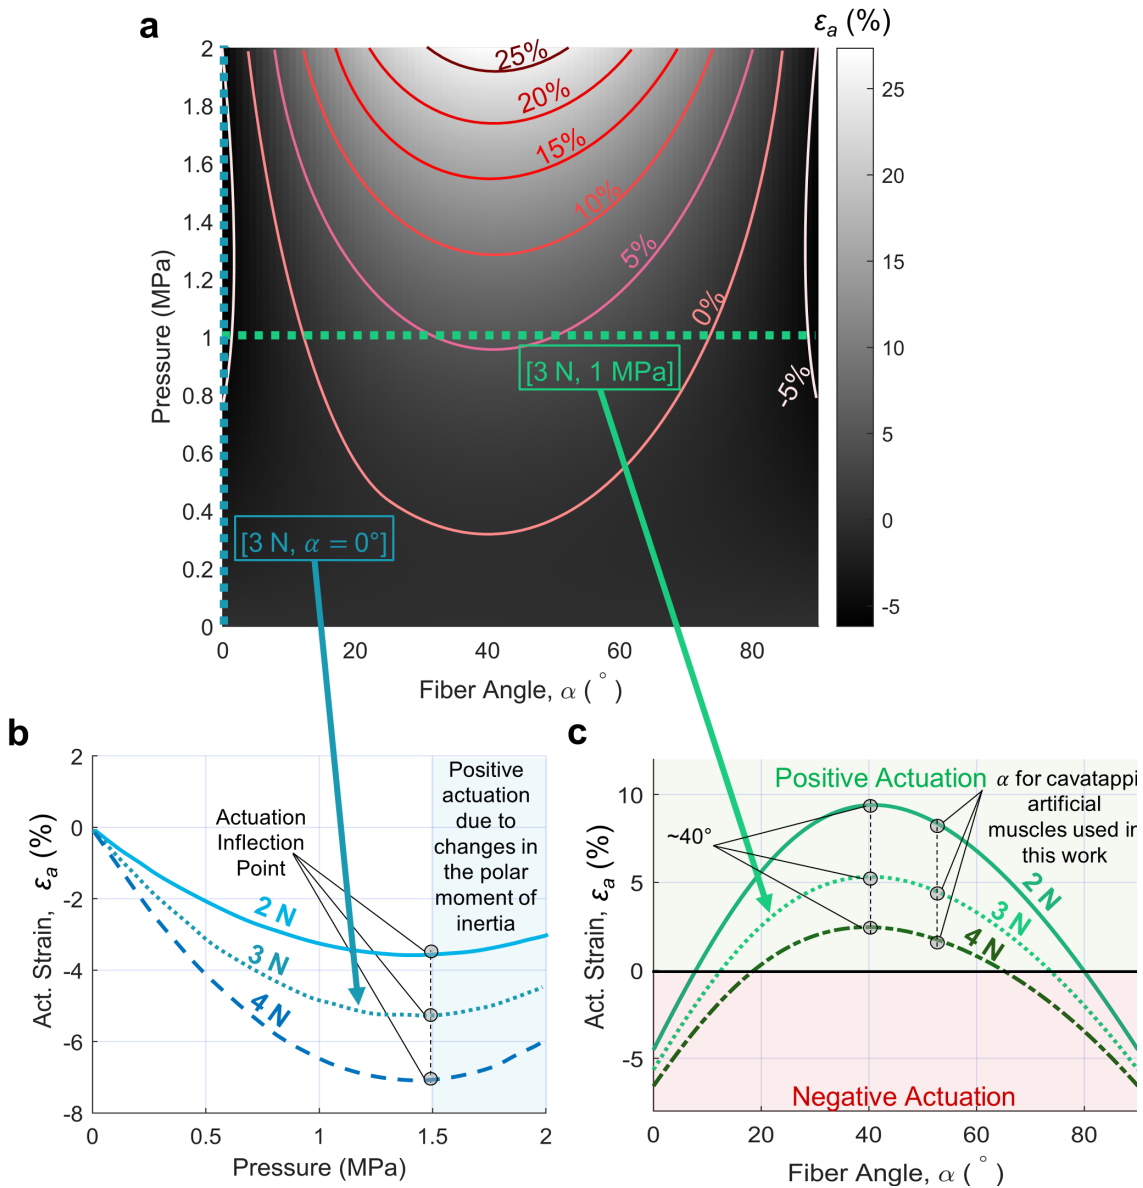 a
εₐ (%)
2
1.8
1.6
1.4
1.2
1
0.8
0.6
0.4
0.2
0
Pressure (MPa)
25%
20%
15%
10%
5%
0%
-5%
[3 N, 1 MPa]
[3 N, α = 0°]
0
20
40
60
80
Fiber Angle, α (°)
25
20
15
10
5
0
-5
b
2
0
-2
-4
-6
-8
Act. Strain, εₐ (%)
Actuation
Inflection
Point
Positive
actuation
due to
changes in
the polar
moment of
inertia
2 N
3 N
4 N
0
0.5
1
1.5
2
Pressure (MPa)
c
10
5
0
-5
Act. Strain, εₐ (%)
Positive Actuation
α for cavatappi
artificial
muscles used in
this work
~40°
2 N
3 N
4 N
Negative Actuation
0
20
40
60
80
Fiber Angle, α (°)